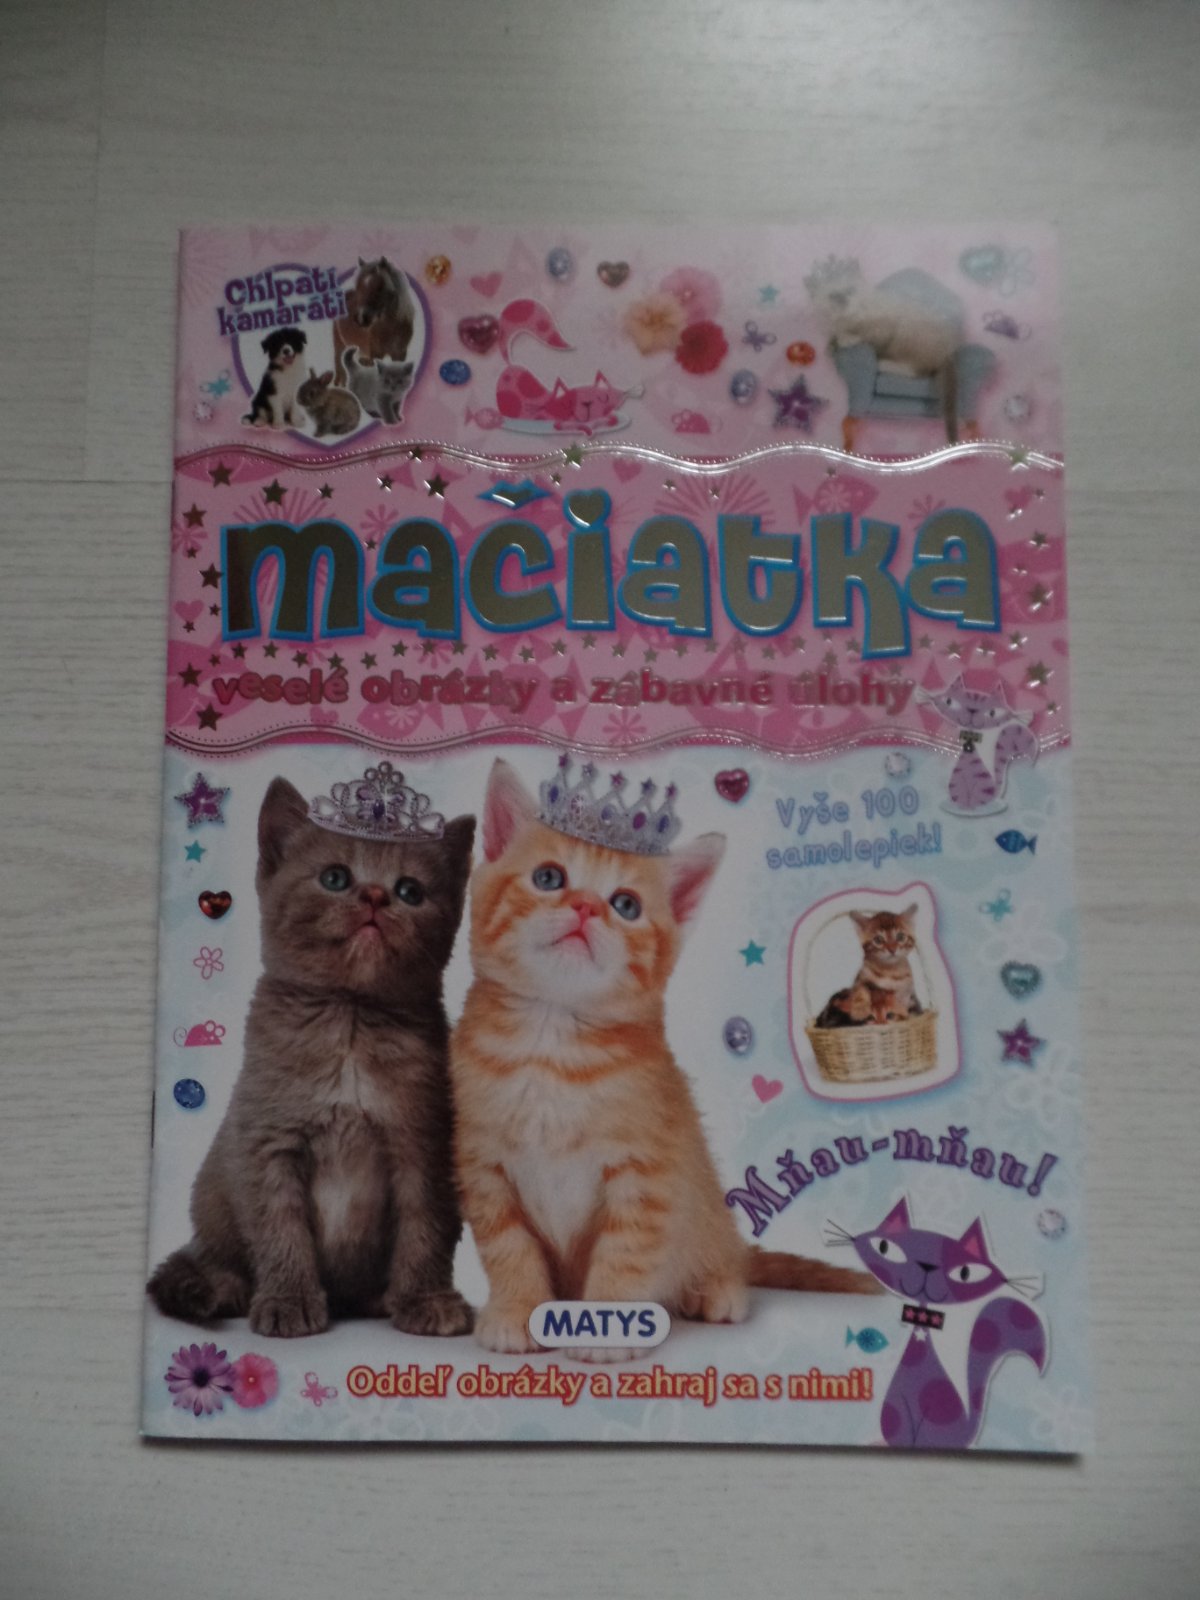 Chlpatí
kamaráti
mačiatka
veselé obrázky a zábavné úlohy
Vyše 100
samolepiek!
Mňau-mňau!
MATYS
Oddeľ obrázky a zahraj sa s nimi!